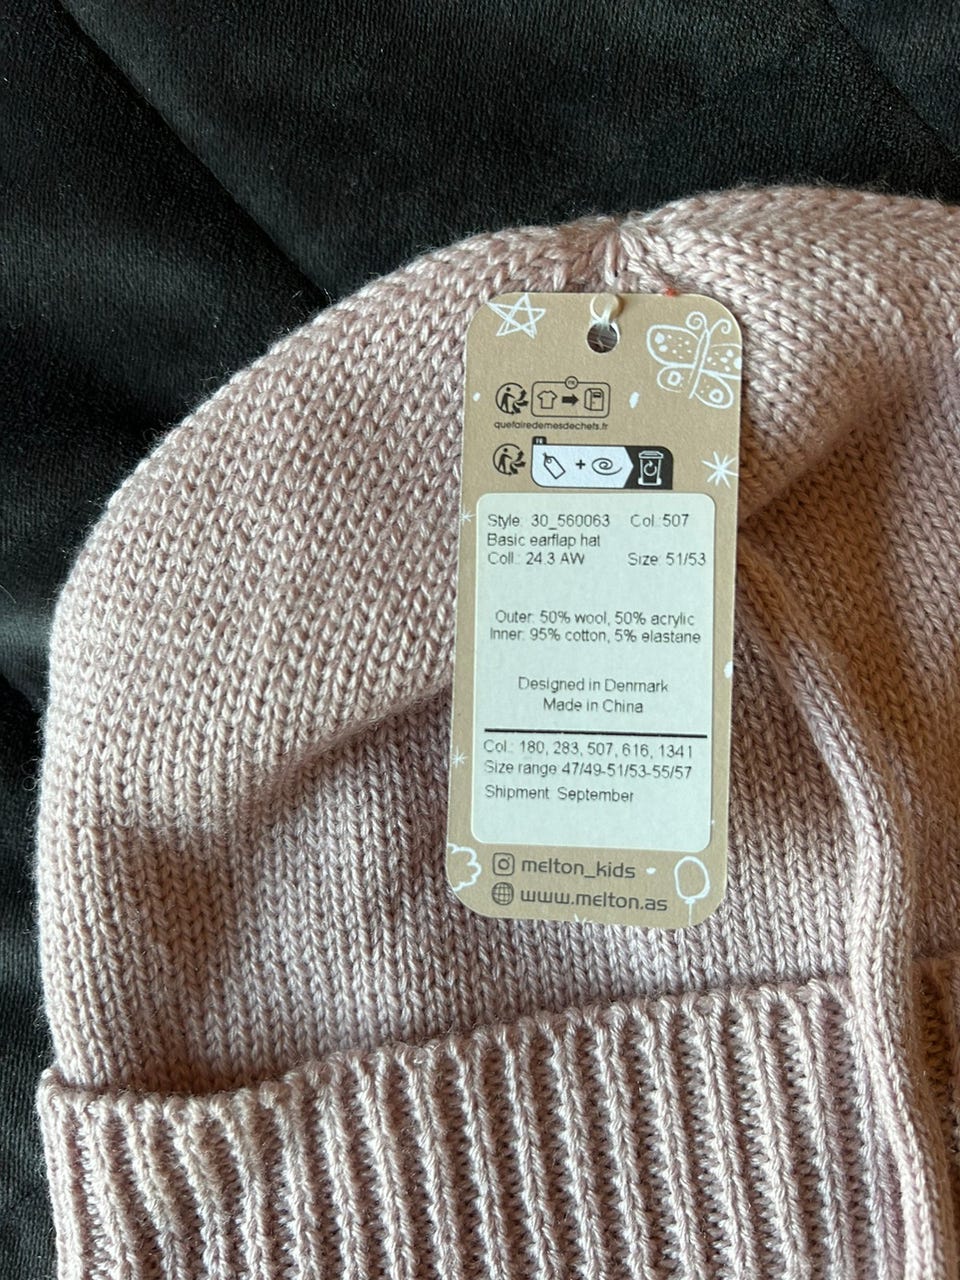 FR
quefairedemesdechets.fr
FR
+
Style: 30_560063 Col: 507
Basic earflap hat
Coll.: 24.3 AW Size: 51/53
Outer: 50% wool, 50% acrylic
Inner: 95% cotton, 5% elastane
Designed in Denmark
Made in China
Col.: 180, 283, 507, 616, 1341
Size range: 47/49-51/53-55/57
Shipment: September
melton_kids
www.melton.as